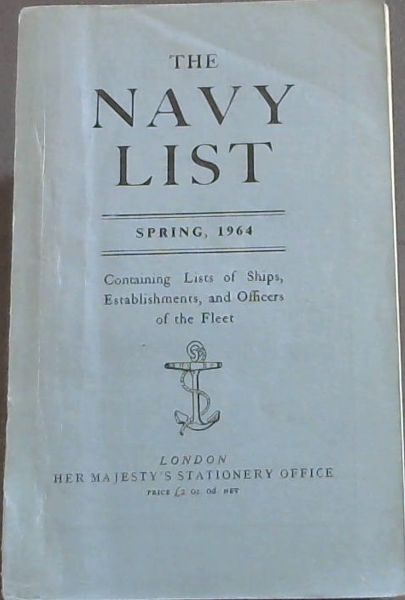 THE
NAVY
LIST
SPRING, 1964
Containing Lists of Ships,
Establishments, and Officers
of the Fleet
LONDON
HER MAJESTY'S STATIONERY OFFICE
PRICE £2 0s 0d NET